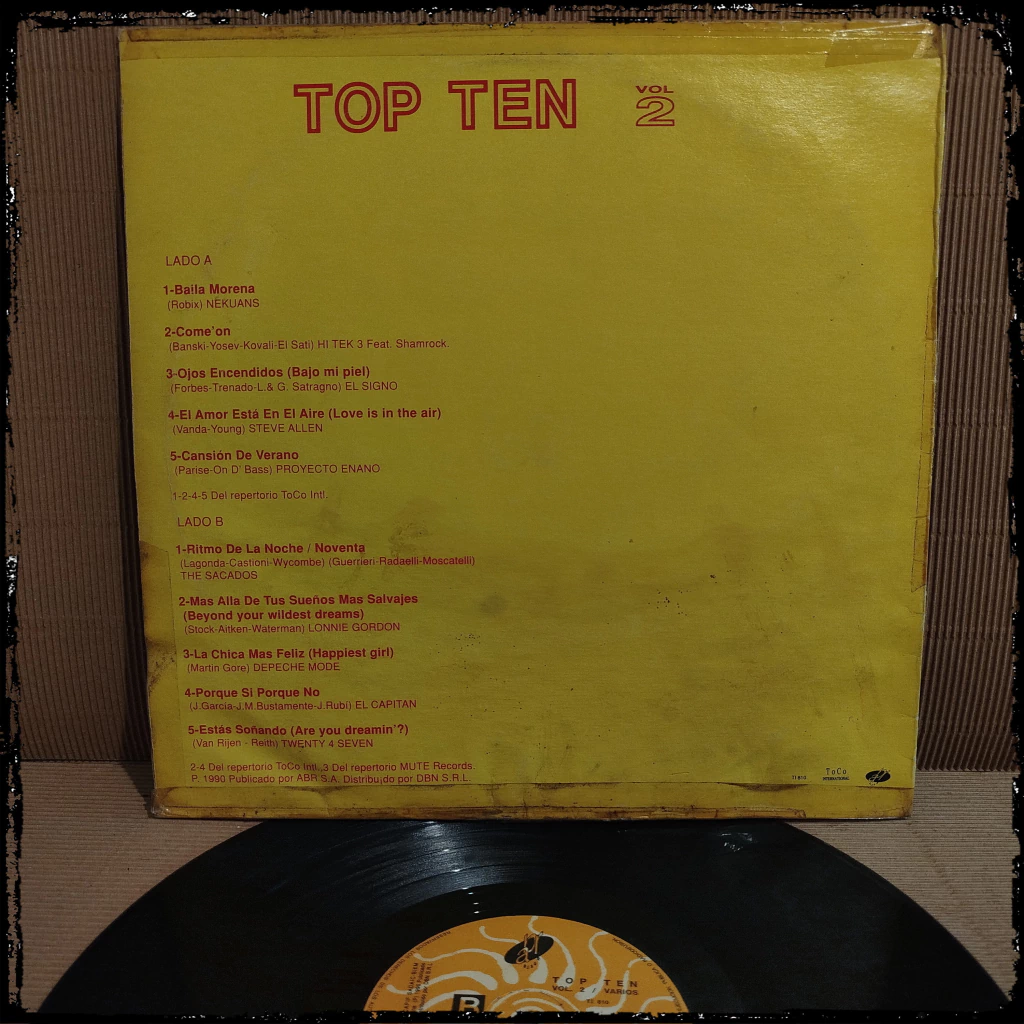 TOP TEN VOL 2
LADO A
1-Baila Morena
(Robix) NEKUANS
2-Come'on
(Banski-Yosev-Kovali-El Sati) HI TEK 3 Feat. Shamrock.
3-Ojos Encendidos (Bajo mi piel)
(Forbes-Trenado-L.& G. Satragno) EL SIGNO
4-El Amor Está En El Aire (Love is in the air)
(Vanda-Young) STEVE ALLEN
5-Cansión De Verano
(Parise-On D' Bass) PROYECTO ENANO
1-2-4-5 Del repertorio ToCo Intl.
LADO B
1-Ritmo De La Noche / Noventa
(Lagonda-Castioni-Wycombe) (Guerrieri-Radaelli-Moscatelli)
THE SACADOS
2-Mas Alla De Tus Sueños Mas Salvajes
(Beyond your wildest dreams)
(Stock-Aitken-Waterman) LONNIE GORDON
3-La Chica Mas Feliz (Happiest girl)
(Martin Gore) DEPECHE MODE
4-Porque Si Porque No
(J.García-J.M.Bustamente-J.Rubí) EL CAPITAN
5-Estás Soñando (Are you dreamin'?)
(Van Rijen - Reith) TWENTY 4 SEVEN
2-4 Del repertorio ToCo Intl.,3 Del repertorio MUTE Records.
P. 1990 Publicado por ABR S.A. Distribuido por DBN S.R.L.
ToCo
INTERNATIONAL
TOP TEN
VOL. 2 / VARIOS
B